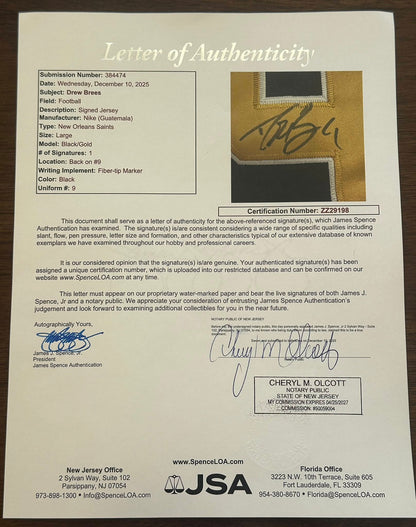 Letter of Authenticity
Submission Number: 384474
Date: Wednesday, December 10, 2025
Subject: Drew Brees
Field: Football
Description: Signed Jersey
Manufacturer: Nike (Guatemala)
Type: New Orleans Saints
Size: Large
Model: Black/Gold
# of Signatures: 1
Location: Back on #9
Writing Implement: Fiber-tip Marker
Color: Black
Uniform #: 9
Certification Number: ZZ29198
This document shall serve as a letter of authenticity for the above-referenced signature(s), which James Spence
Authentication has examined. The signature(s) is/are consistent considering a wide range of specific qualities including
slant, flow, pen pressure, letter size and formation, and other characteristics typical of our extensive database of known
exemplars we have examined throughout our hobby and professional careers.
It is our considered opinion that the signature(s) is/are genuine. Your authenticated signature(s) has been
assigned a unique certification number, which is uploaded into our restricted database and can be confirmed on our
website www.SpenceLOA.com at any time.
This letter must appear on our proprietary water-marked paper and bear the live signatures of both James J.
Spence, Jr and a notary public. We appreciate your consideration of entrusting James Spence Authentication's
judgement and look forward to examining additional collectibles for you in the near future.
Autographically Yours,
James J. Spence, Jr.
President
James Spence Authentication
NOTARY PUBLIC OF NEW JERSEY
Cheryl M Olcott
Notary Public
CHERYL M. OLCOTT
NOTARY PUBLIC
STATE OF NEW JERSEY
MY COMMISSION EXPIRES 04/25/2027
COMMISSION: #50059004
www.SpenceLOA.com
New Jersey Office
2 Sylvan Way, Suite 102
Parsippany, NJ 07054
973-898-1300 • Info@SpenceLOA.com
JSA
Florida Office
3223 N.W. 10th Terrace, Suite 605
Fort Lauderdale, FL 33309
954-380-8670 • Florida@SpenceLOA.com